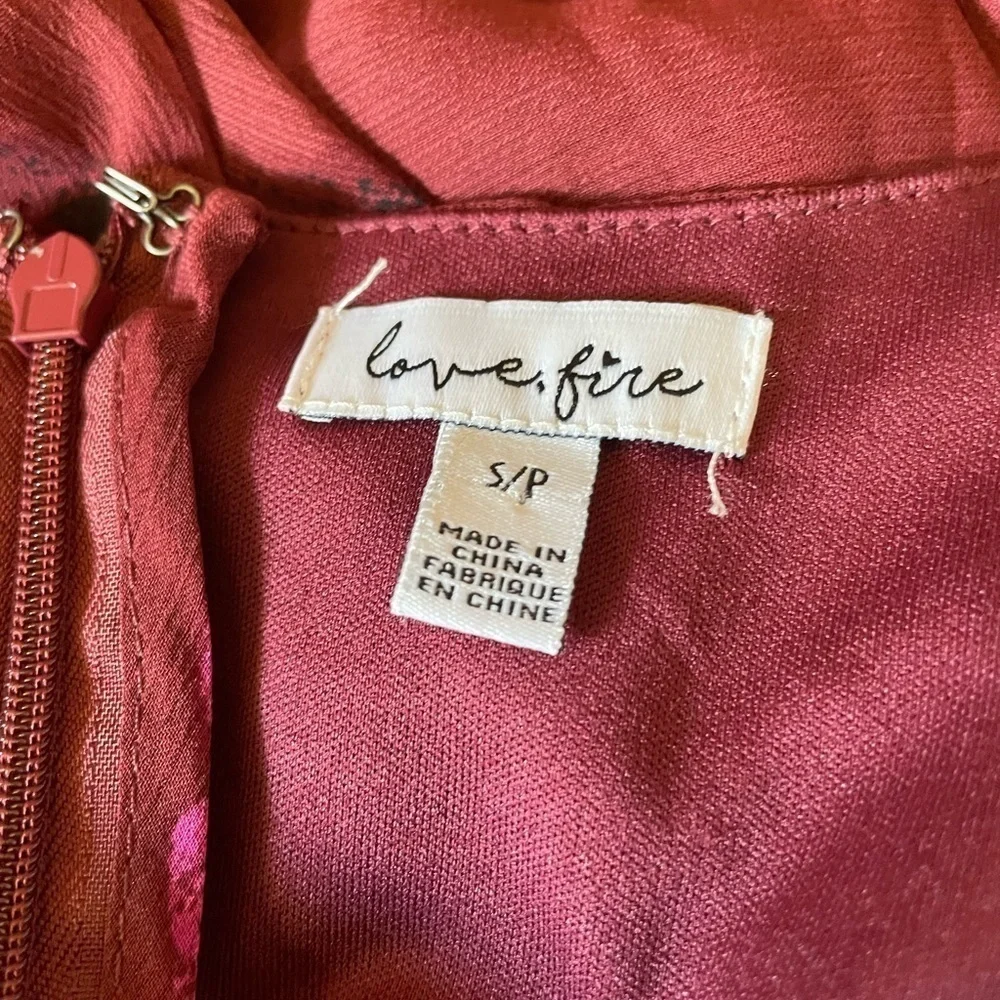 love, fire
S/P
MADE IN
CHINA
FABRIQUE
EN CHINE